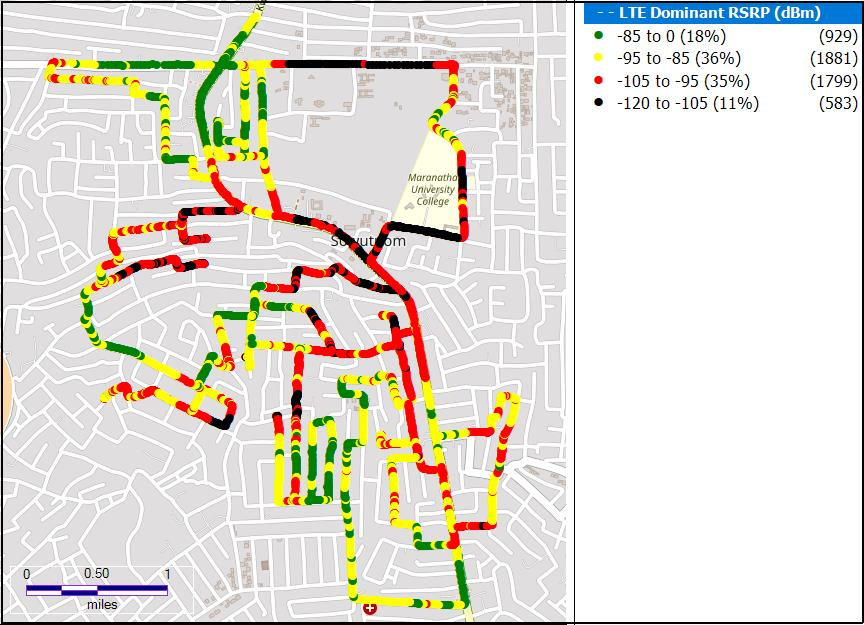 - - LTE Dominant RSRP (dBm)
-85 to 0 (18%) (929)
-95 to -85 (36%) (1881)
-105 to -95 (35%) (1799)
-120 to -105 (11%) (583)
Maranatha
University
College
0 0.50 1
miles